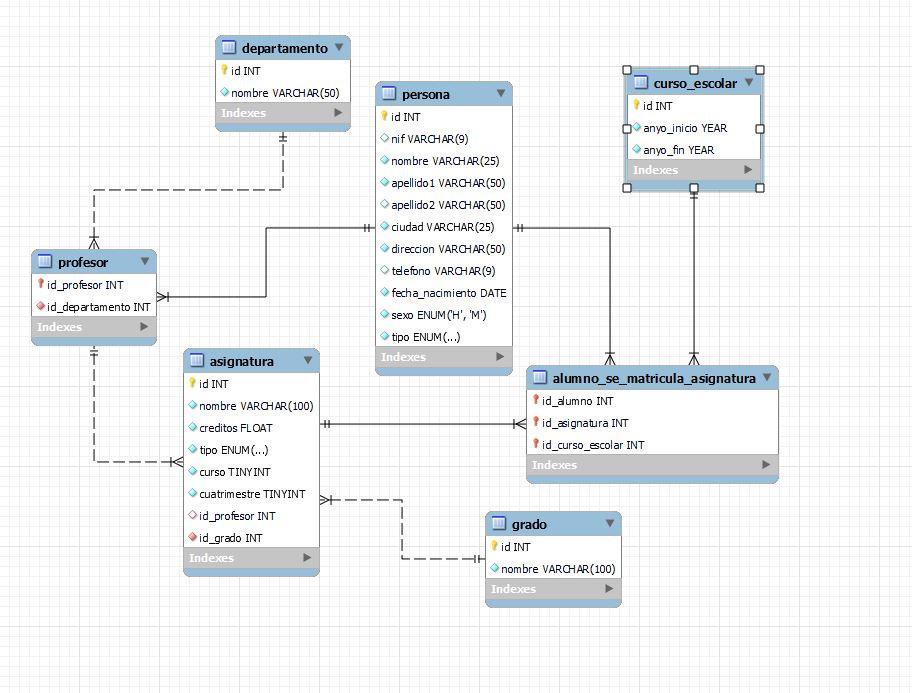 departamento
id INT
nombre VARCHAR(50)
Indexes
persona
id INT
nif VARCHAR(9)
nombre VARCHAR(25)
apellido1 VARCHAR(50)
apellido2 VARCHAR(50)
ciudad VARCHAR(25)
direccion VARCHAR(50)
telefono VARCHAR(9)
fecha_nacimiento DATE
sexo ENUM('H', 'M')
tipo ENUM(...)
Indexes
curso_escolar
id INT
anyo_inicio YEAR
anyo_fin YEAR
Indexes
profesor
id_profesor INT
id_departamento INT
Indexes
asignatura
id INT
nombre VARCHAR(100)
creditos FLOAT
tipo ENUM(...)
curso TINYINT
cuatrimestre TINYINT
id_profesor INT
id_grado INT
Indexes
alumno_se_matricula_asignatura
id_alumno INT
id_asignatura INT
id_curso_escolar INT
Indexes
grado
id INT
nombre VARCHAR(100)
Indexes